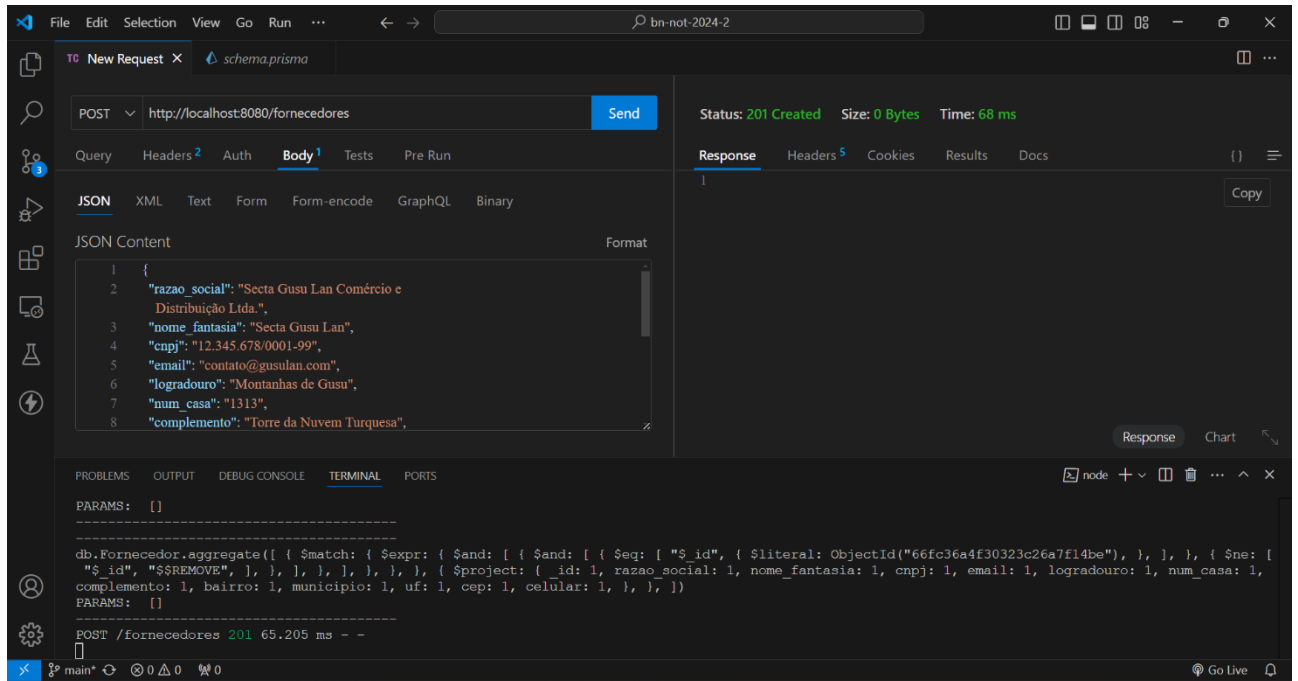 File Edit Selection View Go Run ··· ← → bn-not-2024-2
TC New Request × schema.prisma ···
POST http://localhost:8080/fornecedores Send
Status: 201 Created Size: 0 Bytes Time: 68 ms
Query Headers 2 Auth Body 1 Tests Pre Run
Response Headers 5 Cookies Results Docs { }
3
1
Copy
JSON XML Text Form Form-encode GraphQL Binary
JSON Content Format
1 {
2 "razao_social": "Secta Gusu Lan Comércio e
Distribuição Ltda.",
3 "nome_fantasia": "Secta Gusu Lan",
4 "cnpj": "12.345.678/0001-99",
5 "email": "contato@gusulan.com",
6 "logradouro": "Montanhas de Gusu",
7 "num_casa": "1313",
8 "complemento": "Torre da Nuvem Turquesa",
Response Chart
PROBLEMS OUTPUT DEBUG CONSOLE TERMINAL PORTS node
PARAMS: []
----------------------------------------
----------------------------------------
db.Fornecedor.aggregate([ { $match: { $expr: { $and: [ { $and: [ { $eq: [ "$_id", { $literal: ObjectId("66fc36a4f30323c26a7f14be"), }, ], }, { $ne: [
"$_id", "$$REMOVE", ], }, ], }, ], }, }, }, { $project: { _id: 1, razao_social: 1, nome_fantasia: 1, cnpj: 1, email: 1, logradouro: 1, num_casa: 1,
complemento: 1, bairro: 1, municipio: 1, uf: 1, cep: 1, celular: 1, }, }, ])
PARAMS: []
----------------------------------------
POST /fornecedores 201 65.205 ms - -
main* 0 0 0 Go Live